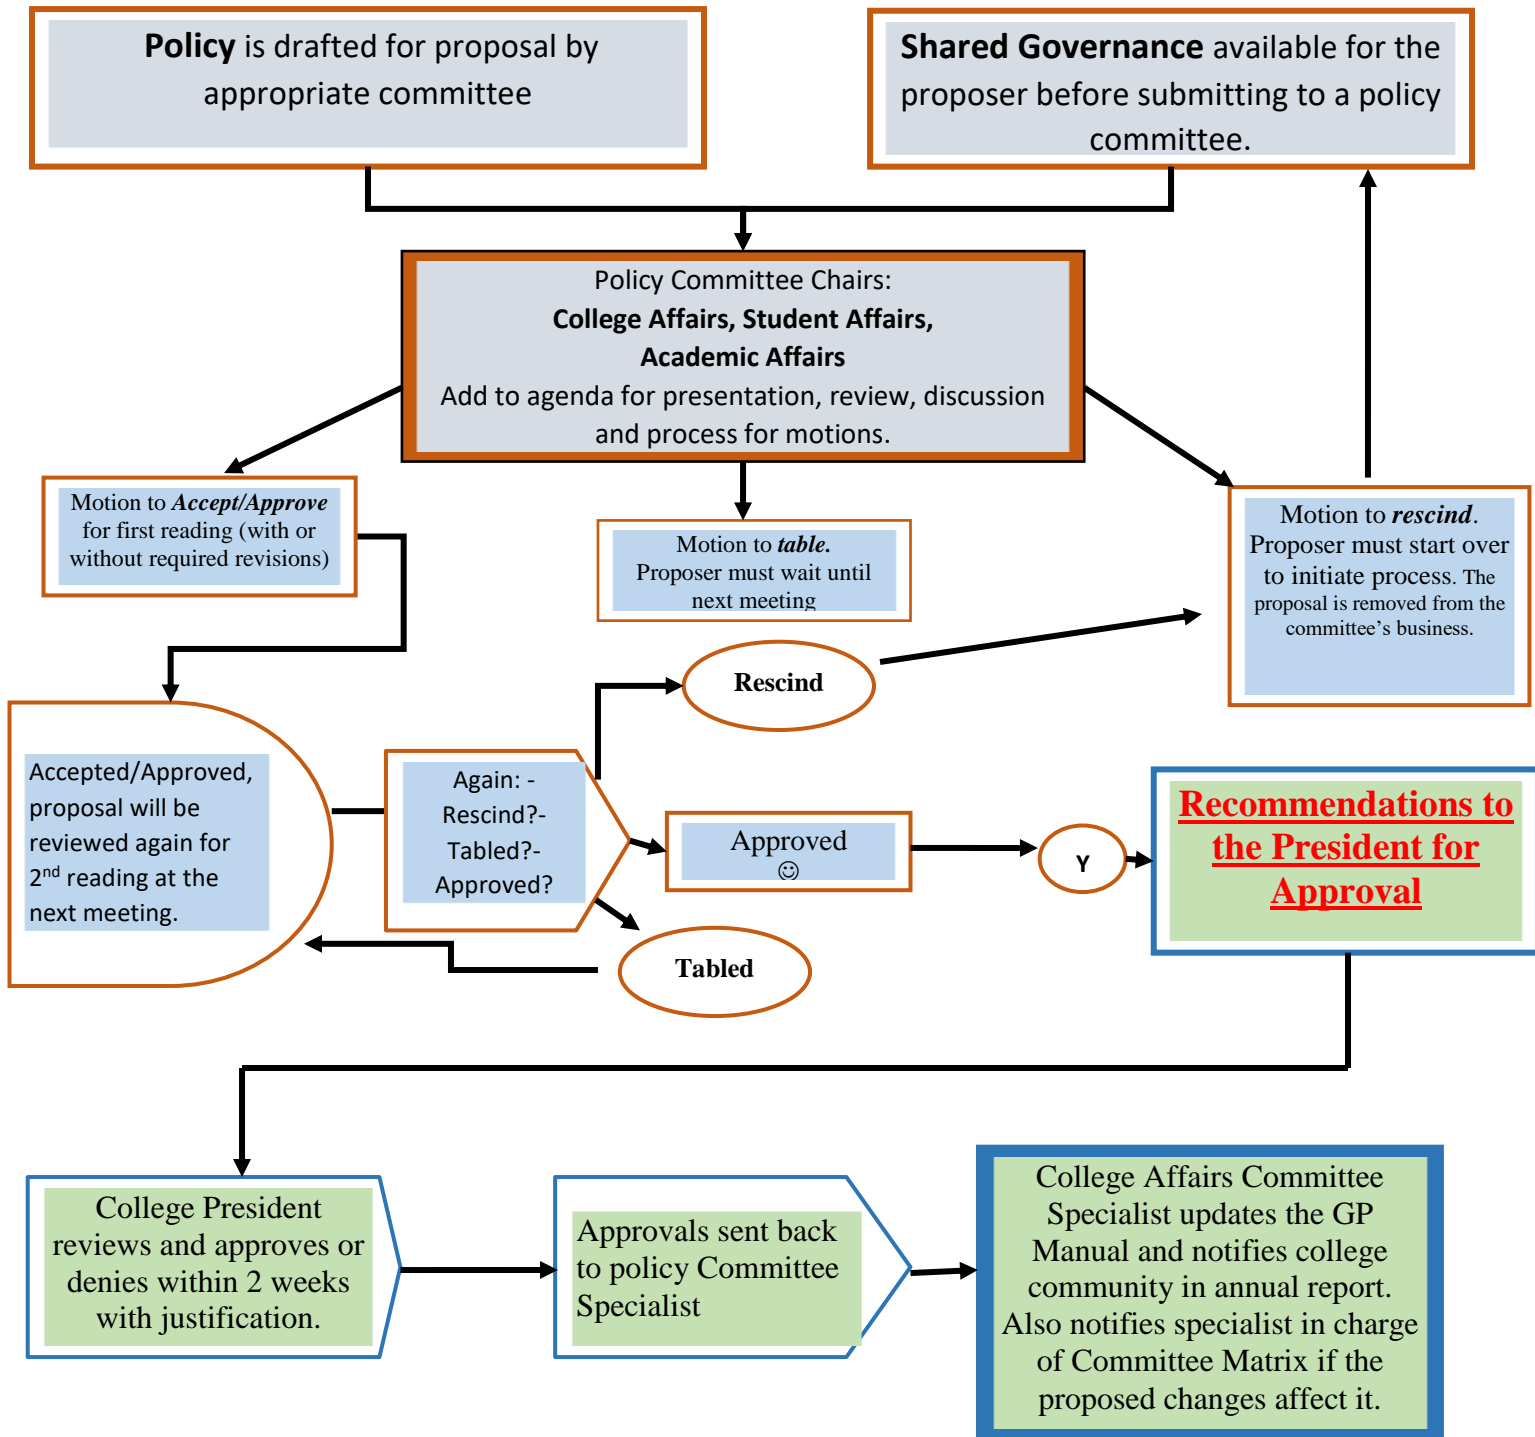 Policy is drafted for proposal by
appropriate committee
Shared Governance available for the
proposer before submitting to a policy
committee.
Policy Committee Chairs:
College Affairs, Student Affairs,
Academic Affairs
Add to agenda for presentation, review, discussion
and process for motions.
Motion to Accept/Approve
for first reading (with or
without required revisions)
Motion to table.
Proposer must wait until
next meeting
Motion to rescind.
Proposer must start over
to initiate process. The
proposal is removed from the
committee's business.
Rescind
Accepted/Approved,
proposal will be
reviewed again for
2nd reading at the
next meeting.
Again: -
Rescind?-
Tabled?-
Approved?
Approved
☺
Y
Recommendations to
the President for
Approval
Tabled
College President
reviews and approves or
denies within 2 weeks
with justification.
Approvals sent back
to policy Committee
Specialist
College Affairs Committee
Specialist updates the GP
Manual and notifies college
community in annual report.
Also notifies specialist in charge
of Committee Matrix if the
proposed changes affect it.